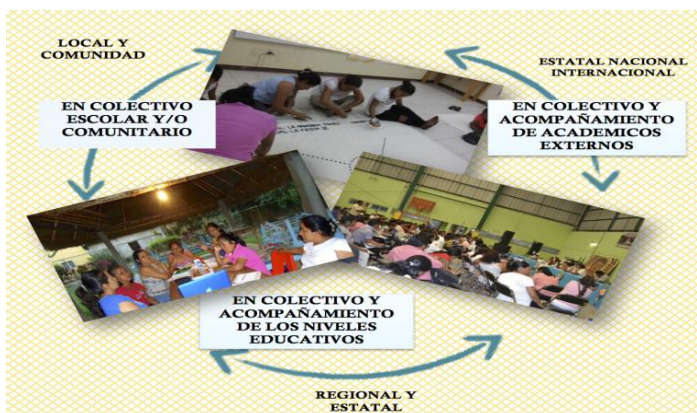 LOCAL Y
COMUNIDAD
ESTATAL NACIONAL
INTERNACIONAL
EN COLECTIVO
ESCOLAR Y/O
COMUNITARIO
EN COLECTIVO Y
ACOMPAÑAMIENTO
DE ACADEMICOS
EXTERNOS
EN COLECTIVO Y
ACOMPAÑAMIENTO
DE LOS NIVELES
EDUCATIVOS
REGIONAL Y
ESTATAL